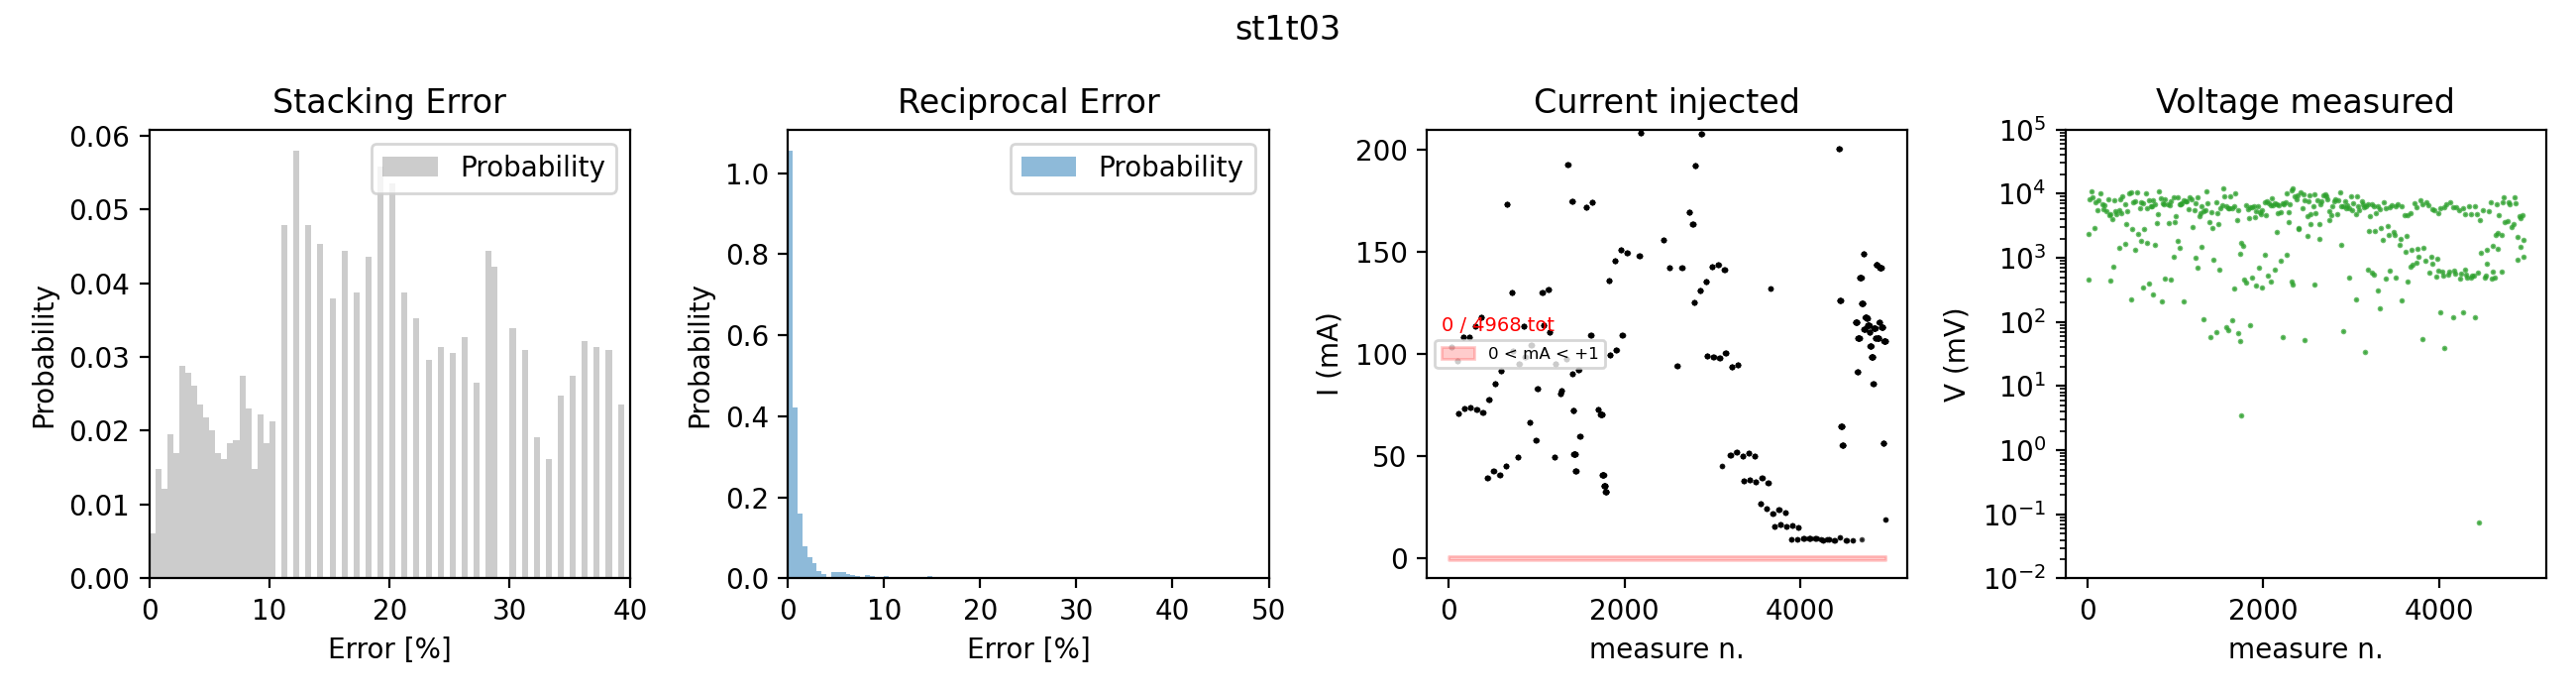 st1t03
Stacking Error
Probability
0.06
0.05
0.04
0.03
0.02
0.01
0.00
Probability
0 10 20 30 40
Error [%]
Reciprocal Error
Probability
1.0
0.8
0.6
0.4
0.2
0.0
Probability
0 10 20 30 40 50
Error [%]
Current injected
200
150
100
50
0
I (mA)
0 / 4968 tot
0 < mA < +1
0 2000 4000
measure n.
Voltage measured
10⁵
10⁴
10³
10²
10¹
10⁰
10⁻¹
10⁻²
V (mV)
0 2000 4000
measure n.